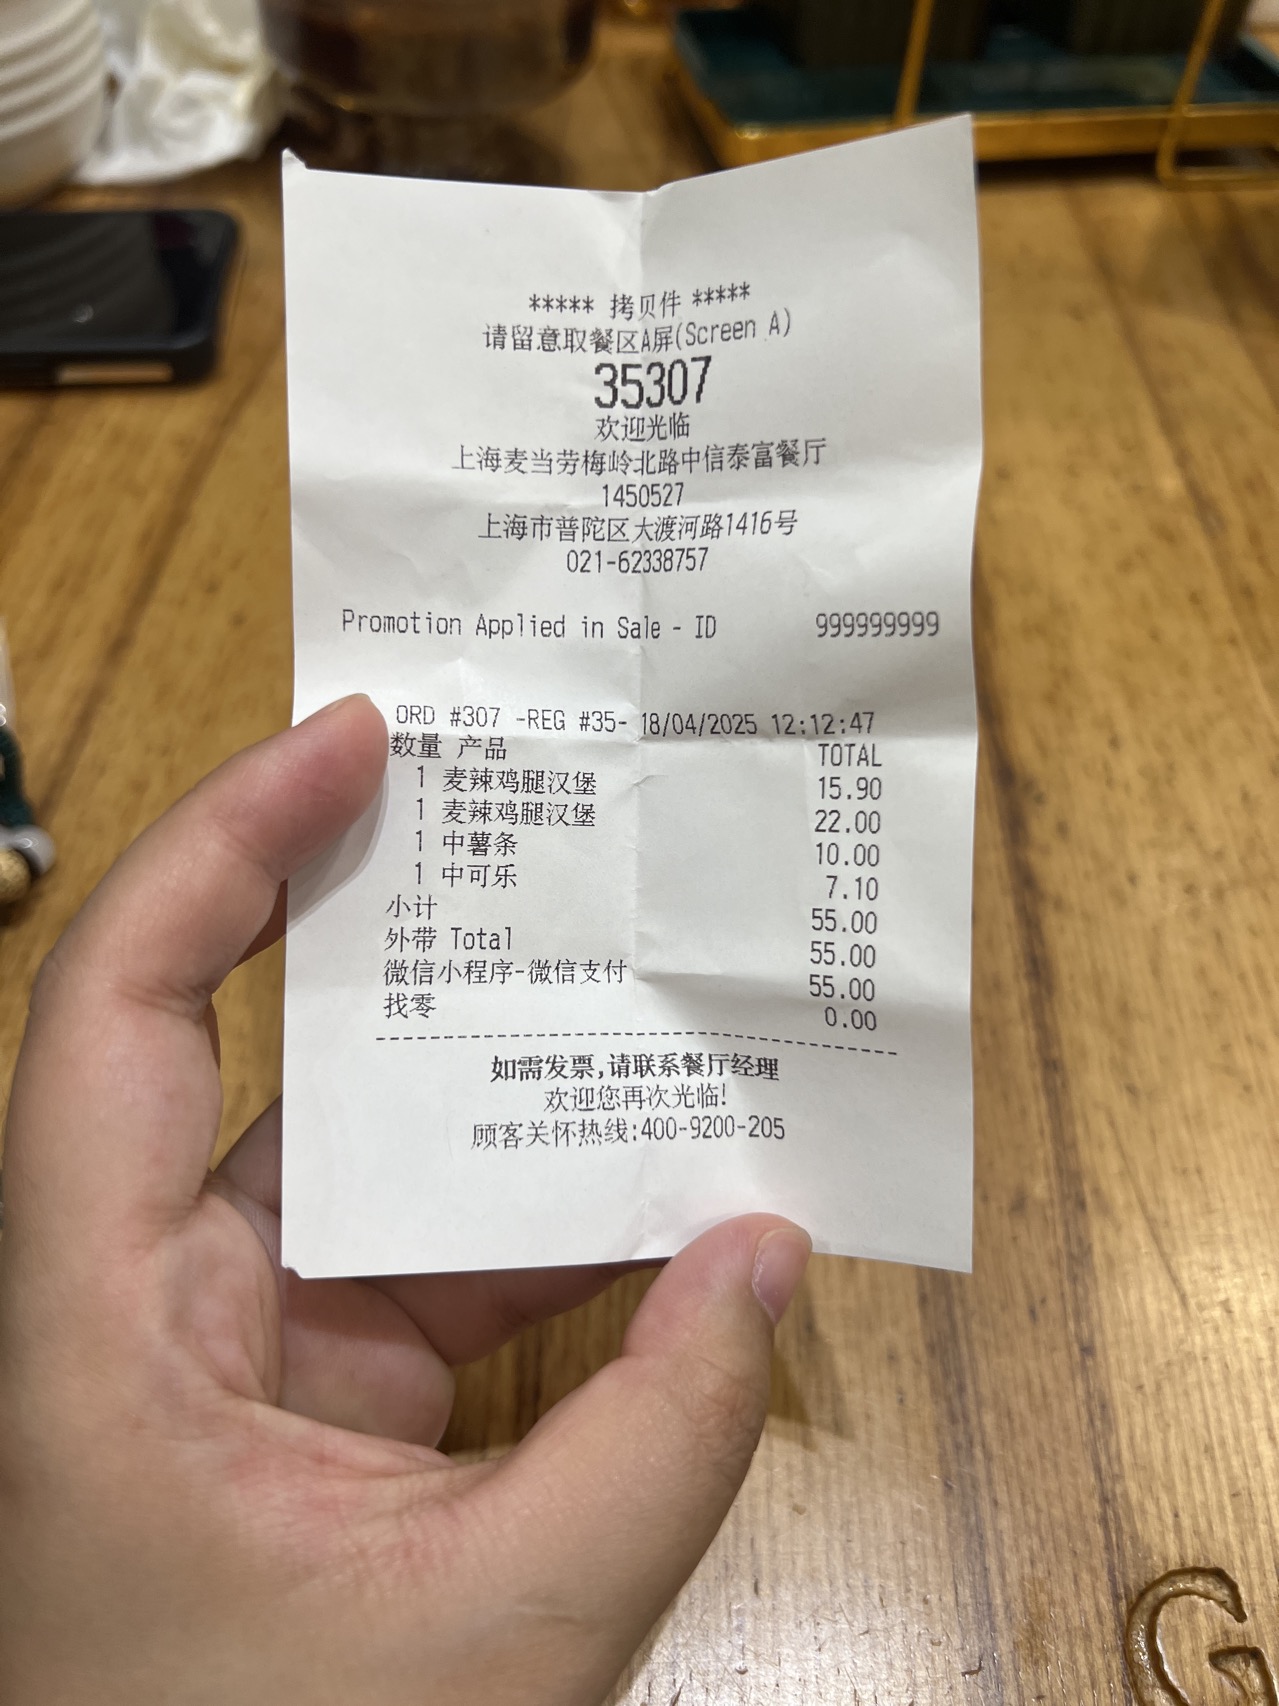 ***** 拷贝件 *****
请留意取餐区A屏(Screen A)
35307
欢迎光临
上海麦当劳梅岭北路中信泰富餐厅
1450527
上海市普陀区大渡河路1416号
021-62338757
Promotion Applied in Sale - ID 999999999
ORD #307 -REG #35- 18/04/2025 12:12:47
数量 产品 TOTAL
1 麦辣鸡腿汉堡 15.90
1 麦辣鸡腿汉堡 22.00
1 中薯条 10.00
1 中可乐 7.10
小计 55.00
外带 Total 55.00
微信小程序-微信支付 55.00
找零 0.00
如需发票,请联系餐厅经理
欢迎您再次光临!
顾客关怀热线:400-9200-205
G